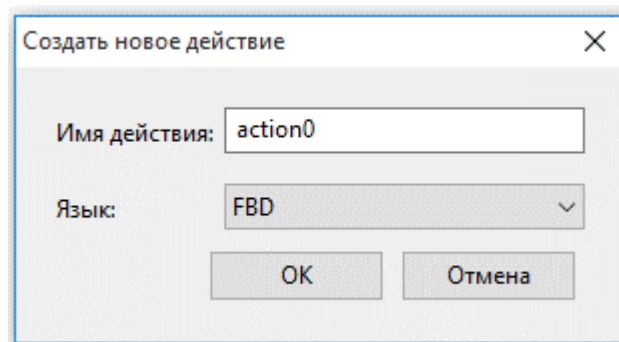 Создать новое действие
Имя действия: action0
Язык: FBD
OK Отмена